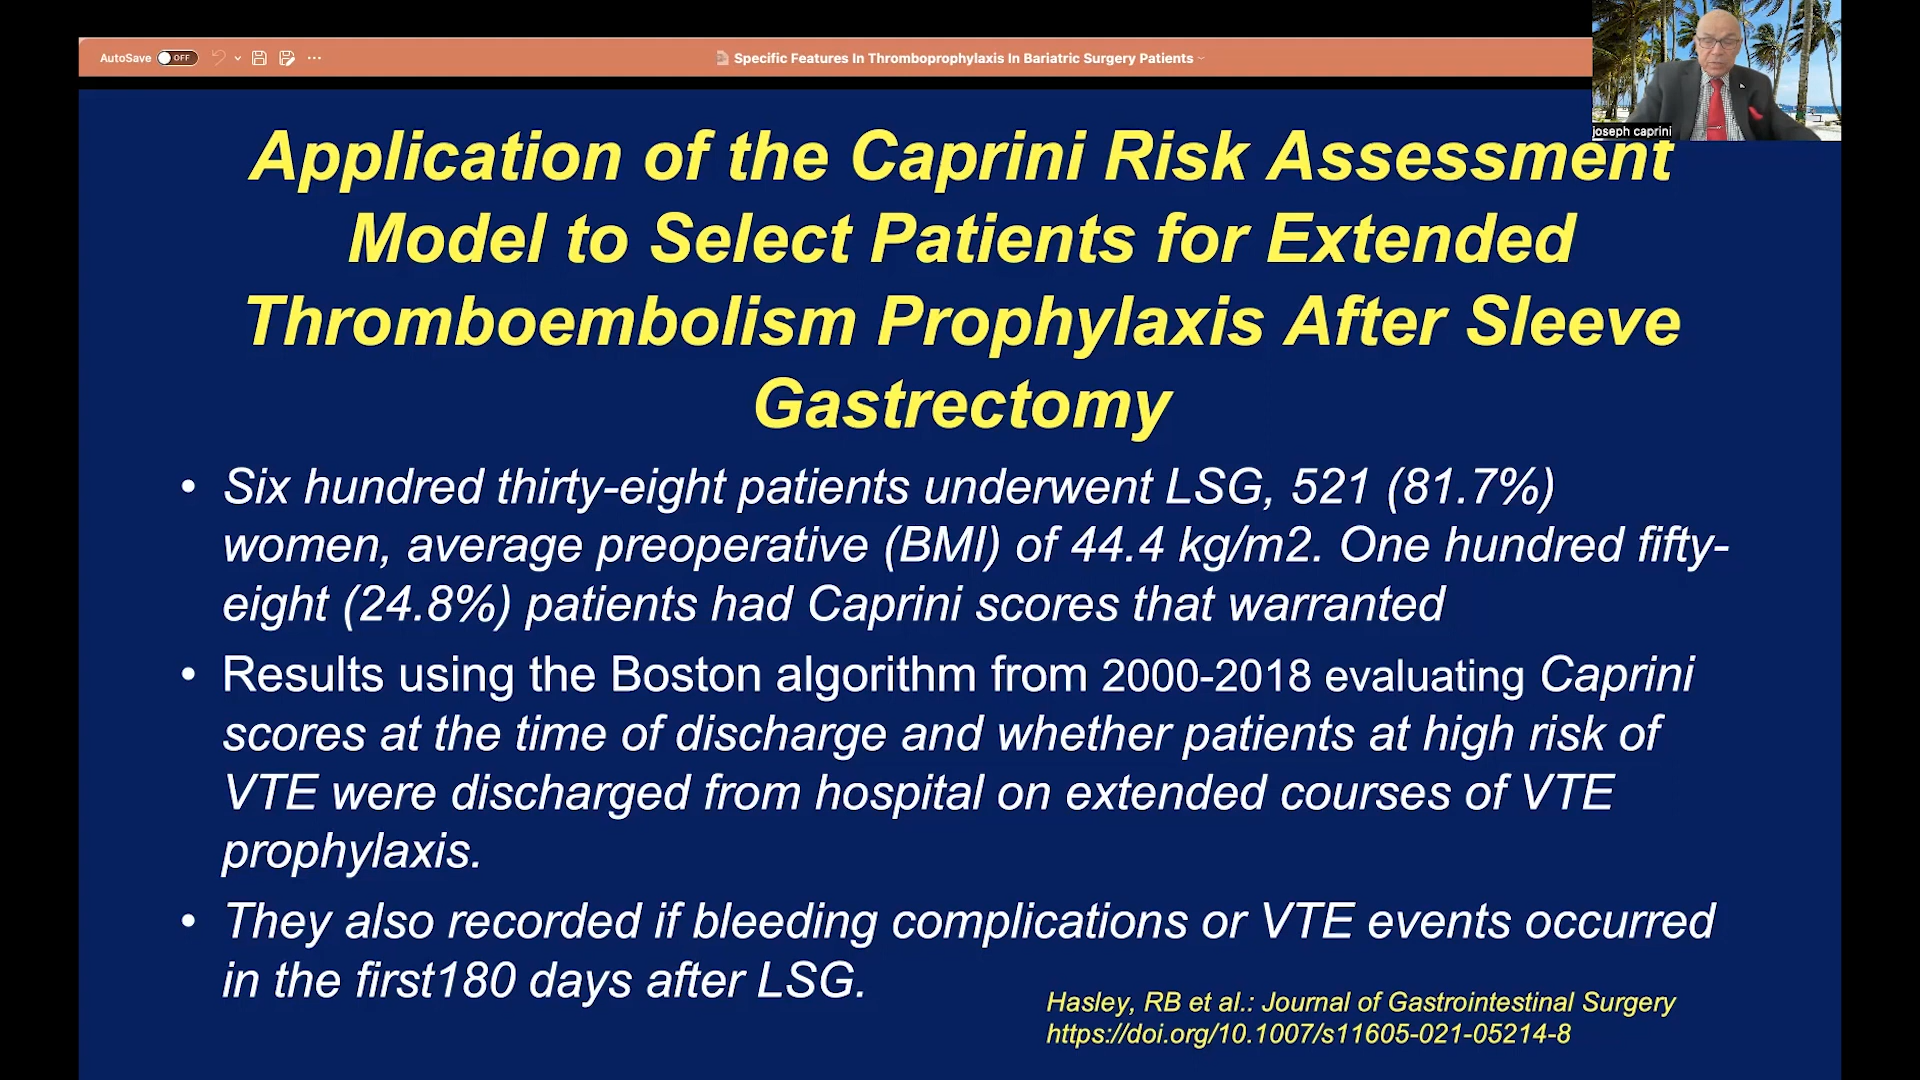 AutoSave OFF
Specific Features In Thromboprophylaxis In Bariatric Surgery Patients
joseph caprini
Application of the Caprini Risk Assessment
Model to Select Patients for Extended
Thromboembolism Prophylaxis After Sleeve
Gastrectomy
• Six hundred thirty-eight patients underwent LSG, 521 (81.7%)
women, average preoperative (BMI) of 44.4 kg/m2. One hundred fifty-
eight (24.8%) patients had Caprini scores that warranted
• Results using the Boston algorithm from 2000-2018 evaluating Caprini
scores at the time of discharge and whether patients at high risk of
VTE were discharged from hospital on extended courses of VTE
prophylaxis.
• They also recorded if bleeding complications or VTE events occurred
in the first180 days after LSG.
Hasley, RB et al.: Journal of Gastrointestinal Surgery
https://doi.org/10.1007/s11605-021-05214-8